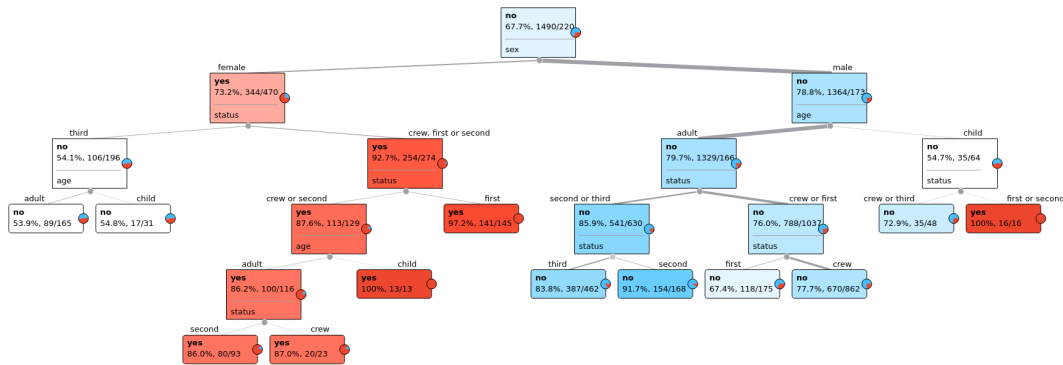 no
67.7%, 1490/220
sex
female
male
yes
73.2%, 344/470
status
no
78.8%, 1364/173
age
third
crew, first or second
adult
child
no
54.1%, 106/196
age
yes
92.7%, 254/274
status
no
79.7%, 1329/166
status
no
54.7%, 35/64
status
adult
child
crew or second
first
second or third
crew or first
crew or third
first or second
no
53.9%, 89/165
no
54.8%, 17/31
yes
87.6%, 113/129
age
yes
97.2%, 141/145
no
85.9%, 541/630
status
no
76.0%, 788/1037
status
no
72.9%, 35/48
yes
100%, 16/16
adult
child
third
second
first
crew
yes
86.2%, 100/116
status
yes
100%, 13/13
no
83.8%, 387/462
no
91.7%, 154/168
no
67.4%, 118/175
no
77.7%, 670/862
second
crew
yes
86.0%, 80/93
yes
87.0%, 20/23